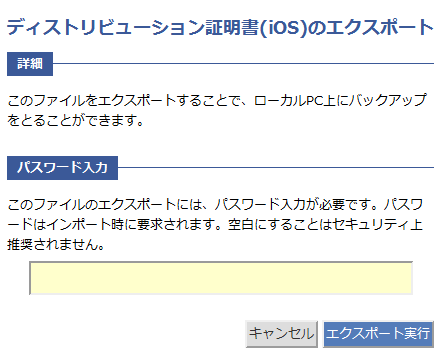 ディストリビューション証明書(iOS)のエクスポート
詳細
このファイルをエクスポートすることで、ローカルPC上にバックアップ
をとることができます。
パスワード入力
このファイルのエクスポートには、パスワード入力が必要です。パスワ
ードはインポート時に要求されます。空白にすることはセキュリティ上
推奨されません。
キャンセル エクスポート実行